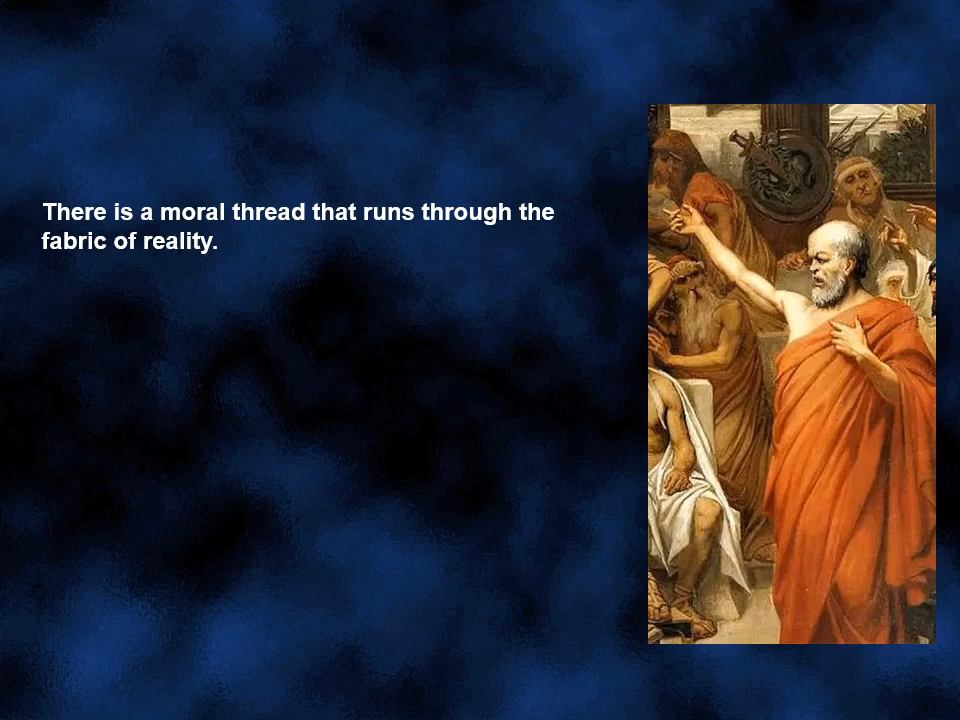 There is a moral thread that runs through the
fabric of reality.